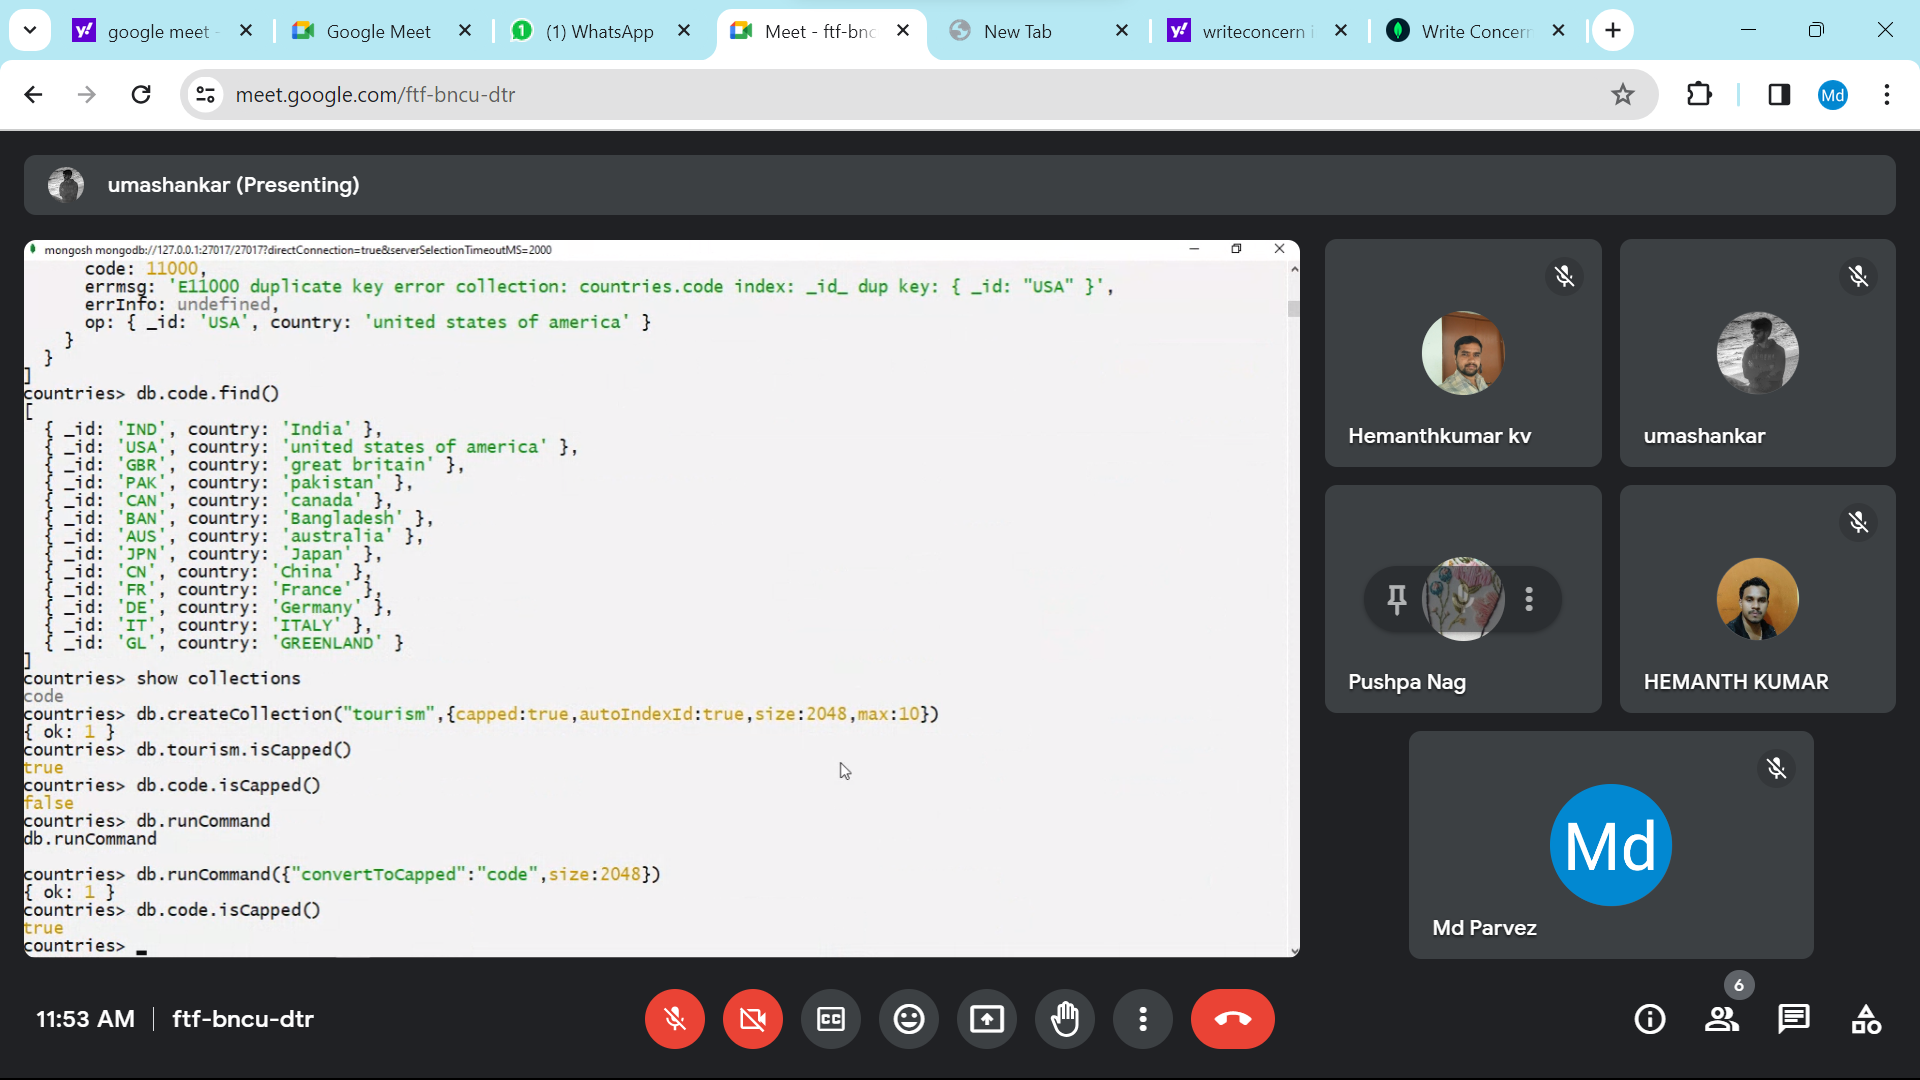 google meet -
Google Meet
1
(1) WhatsApp
Meet - ftf-bnc
New Tab
writeconcern i
Write Concern
meet.google.com/ftf-bncu-dtr
Md
umashankar (Presenting)
mongosh mongodb://127.0.0.1:27017/27017?directConnection=true&serverSelectionTimeoutMS=2000
code: 11000,
errmsg: 'E11000 duplicate key error collection: countries.code index: _id_ dup key: { _id: "USA" }',
errInfo: undefined,
op: { _id: 'USA', country: 'united states of america' }
}
}
]
countries> db.code.find()
[
{ _id: 'IND', country: 'India' },
{ _id: 'USA', country: 'united states of america' },
{ _id: 'GBR', country: 'great britain' },
{ _id: 'PAK', country: 'pakistan' },
{ _id: 'CAN', country: 'canada' },
{ _id: 'BAN', country: 'Bangladesh' },
{ _id: 'AUS', country: 'australia' },
{ _id: 'JPN', country: 'Japan' },
{ _id: 'CN', country: 'China' },
{ _id: 'FR', country: 'France' },
{ _id: 'DE', country: 'Germany' },
{ _id: 'IT', country: 'ITALY' },
{ _id: 'GL', country: 'GREENLAND' }
]
countries> show collections
code
countries> db.createCollection("tourism",{capped:true,autoIndexId:true,size:2048,max:10})
{ ok: 1 }
countries> db.tourism.isCapped()
true
countries> db.code.isCapped()
false
countries> db.runCommand
db.runCommand
countries> db.runCommand({"convertToCapped":"code",size:2048})
{ ok: 1 }
countries> db.code.isCapped()
true
countries>
Hemanthkumar kv
umashankar
Pushpa Nag
HEMANTH KUMAR
Md
Md Parvez
11:53 AM
ftf-bncu-dtr
CC
6